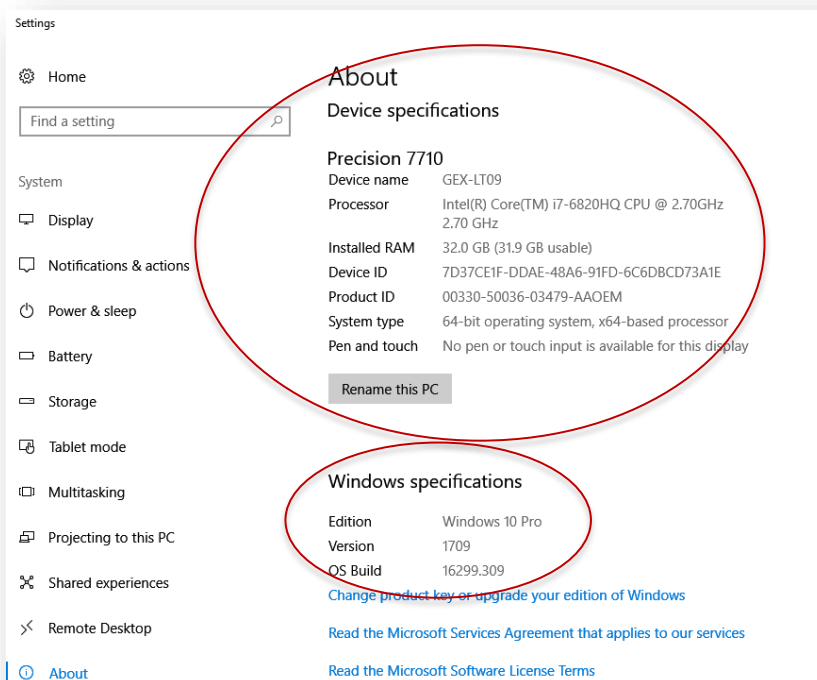 Settings
Home
Find a setting
System
Display
Notifications & actions
Power & sleep
Battery
Storage
Tablet mode
Multitasking
Projecting to this PC
Shared experiences
Remote Desktop
About
About
Device specifications
Precision 7710
Device name GEX-LT09
Processor Intel(R) Core(TM) i7-6820HQ CPU @ 2.70GHz
2.70 GHz
Installed RAM 32.0 GB (31.9 GB usable)
Device ID 7D37CE1F-DDAE-48A6-91FD-6C6DBCD73A1E
Product ID 00330-50036-03479-AAOEM
System type 64-bit operating system, x64-based processor
Pen and touch No pen or touch input is available for this display
Rename this PC
Windows specifications
Edition Windows 10 Pro
Version 1709
OS Build 16299.309
Change product key or upgrade your edition of Windows
Read the Microsoft Services Agreement that applies to our services
Read the Microsoft Software License Terms